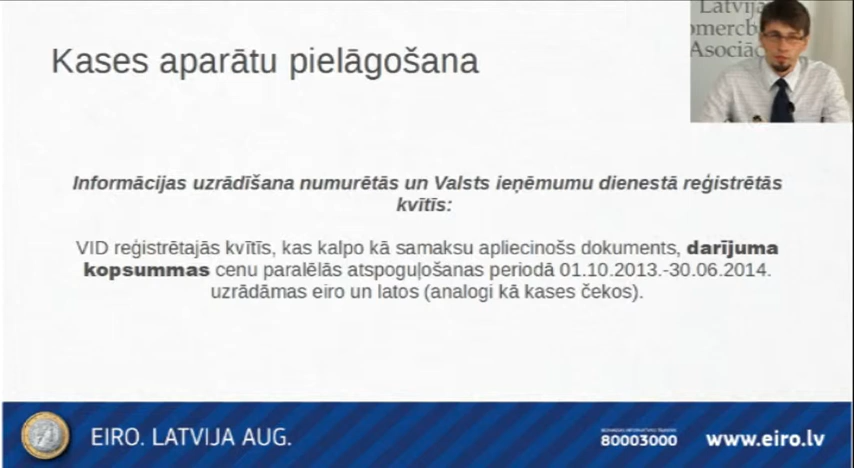 Latvija
Asociāc
Kases aparātu pielāgošana
Informācijas uzrādīšana numurētās un Valsts ieņēmumu dienestā reģistrētās
kvītīs:
VID reģistrētajās kvītīs, kas kalpo kā samaksu apliecinošs dokuments, darījuma
kopsummas cenu paralēlās atspoguļošanas periodā 01.10.2013.-30.06.2014.
uzrādāmas eiro un latos (analogi kā kases čekos).
EIRO. LATVIJA AUG.
80003000
www.eiro.lv